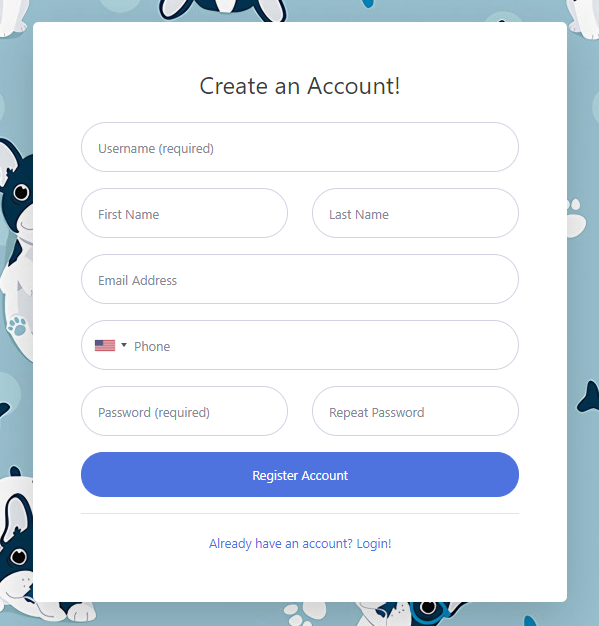 Create an Account!
Username (required)
First Name Last Name
Email Address
Phone
Password (required) Repeat Password
Register Account
Already have an account? Login!